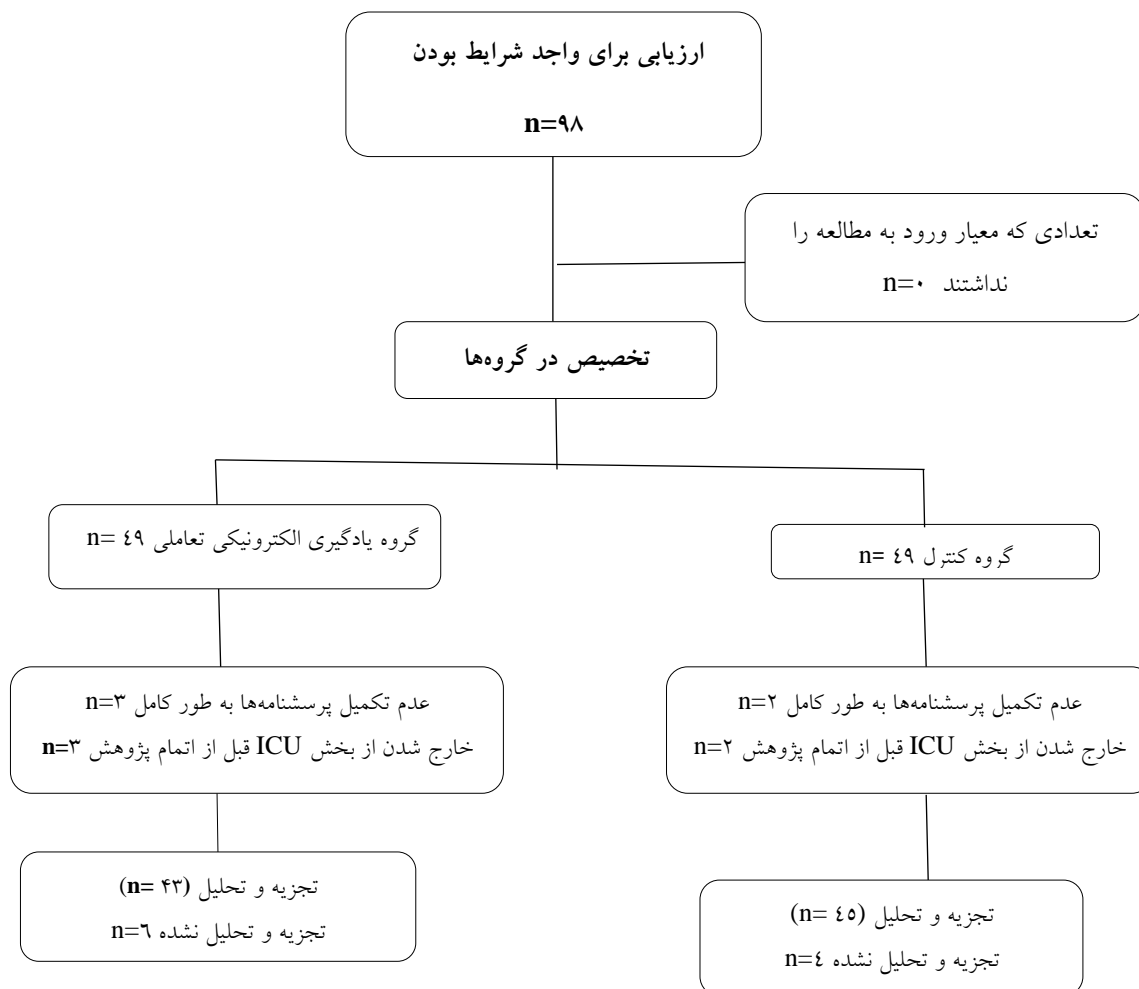 ارزیابی برای واجد شرایط بودن
n=۹۸
تعدادی که معیار ورود به مطالعه را
نداشتند n=۰
تخصیص در گروه‌ها
گروه کنترل n= ٤۹
گروه یادگیری الکترونیکی تعاملی n= ٤۹
عدم تکمیل پرسشنامه‌ها به طور کامل n=۲
خارج شدن از بخش ICU قبل از اتمام پژوهش n=۲
عدم تکمیل پرسشنامه‌ها به طور کامل n=۳
خارج شدن از بخش ICU قبل از اتمام پژوهش n=۳
تجزیه و تحلیل (n= ٤٥)
تجزیه و تحلیل نشده n=٤
تجزیه و تحلیل (n= ۴۳)
تجزیه و تحلیل نشده n=٦